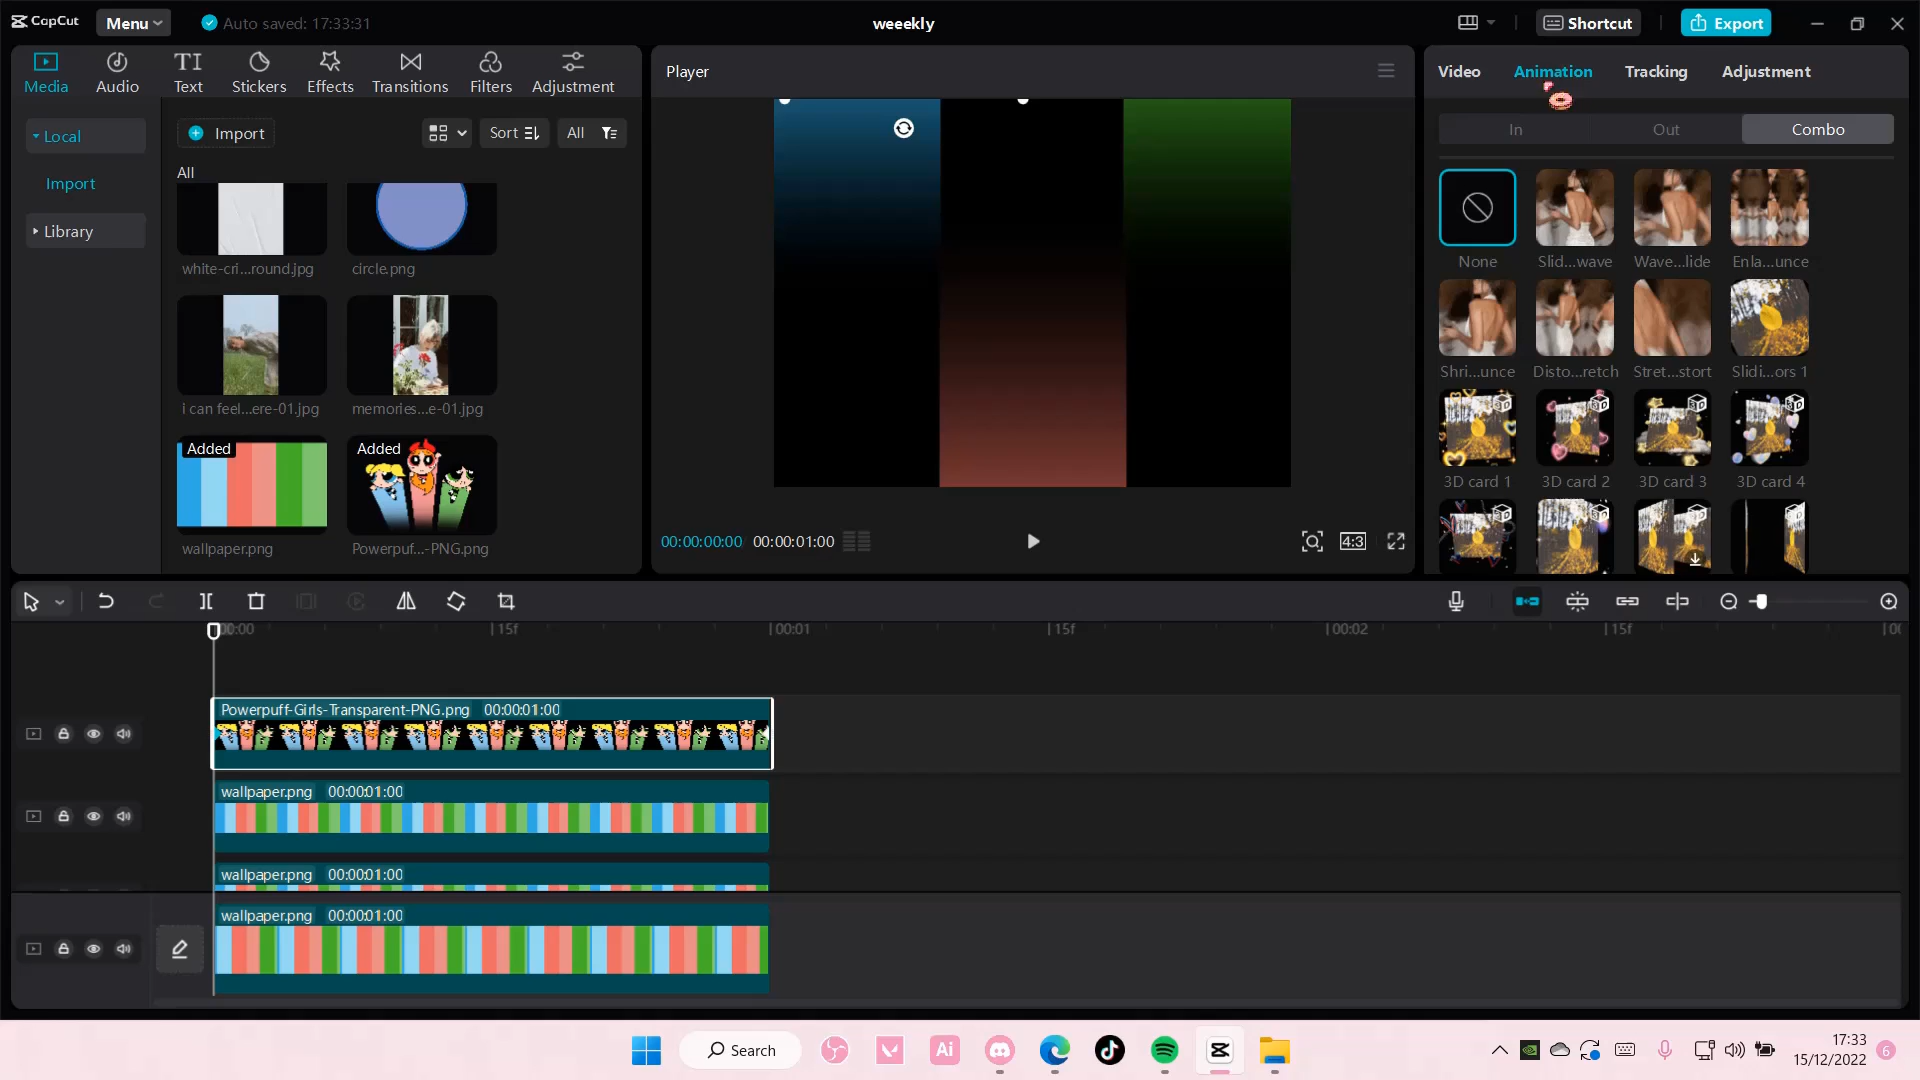 CapCut Menu Auto saved: 17:33:31 weeekly Shortcut Export
Media Audio Text Stickers Effects Transitions Filters Adjustment
Local
Import
Library
Import Sort All
All
white-cri...round.jpg circle.png
i can feel...ere-01.jpg memories...e-01.jpg
Added Added
wallpaper.png Powerpuf...-PNG.png
Player
00:00:00:00 00:00:01:00 4:3
Video Animation Tracking Adjustment
In Out Combo
None Slid...wave Wave...lide Enla...unce
Shri...unce Disto...retch Stret...stort Slidi...ors 1
3D card 1 3D card 2 3D card 3 3D card 4
00:00 15f 00:01 15f 00:02 15f
Powerpuff-Girls-Transparent-PNG.png 00:00:01:00
wallpaper.png 00:00:01:00
wallpaper.png 00:00:01:00
wallpaper.png 00:00:01:00
Search Ai 17:33
15/12/2022 6